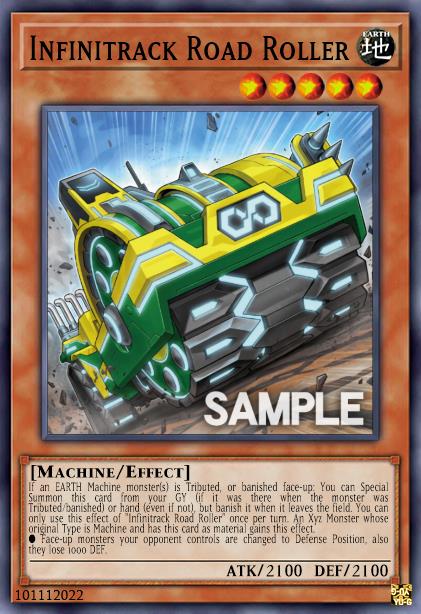 INFINITRACK ROAD ROLLER
EARTH
地
SAMPLE
[MACHINE/EFFECT]
If an EARTH Machine monster(s) is Tributed, or banished face-up: You can Special
Summon this card from your GY (if it was there when the monster was
Tributed/banished) or hand (even if not), but banish it when it leaves the field. You can
only use this effect of "Infinitrack Road Roller" once per turn. An Xyz Monster whose
original Type is Machine and has this card as material gains this effect.
● Face-up monsters your opponent controls are changed to Defense Position, also
they lose 1000 DEF.
ATK/2100 DEF/2100
101112022